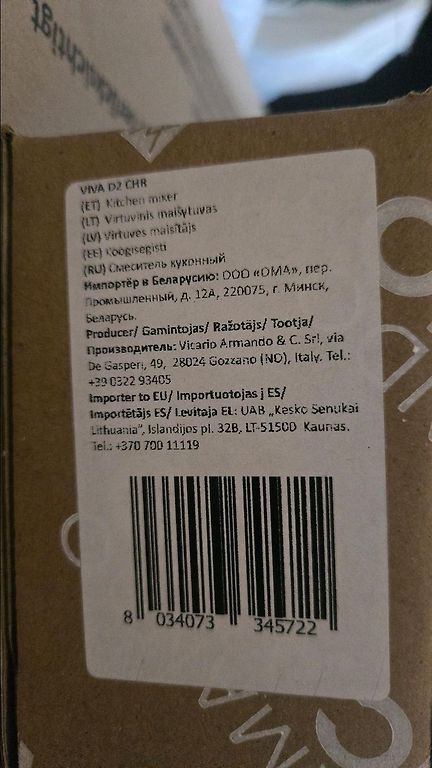 VIVA D2 CHR
(ET) Kitchen mixer
(LT) Virtuvinis maišytuvas
(LV) Virtuves maisītājs
(EE) Köögisegisti
(RU) Смеситель кухонный
Импортёр в Беларусию: ООО «ОМА», пер.
Промышленный, д. 12А, 220075, г. Минск,
Беларусь.
Producer/ Gamintojas/ Ražotājs/ Tootja/
Производитель: Vicario Armando & C. Srl, via
De Gasperi, 49, 28024 Gozzano (NO), Italy. Tel.:
+39 0322 93405
Importer to EU/ Importuotojas į ES/
Importētājs ES/ Levitaja EL: UAB „Kesko Senukai
Lithuania", Islandijos pl. 32B, LT-51500 Kaunas.
Tel.: +370 700 11119
8 034073 345722